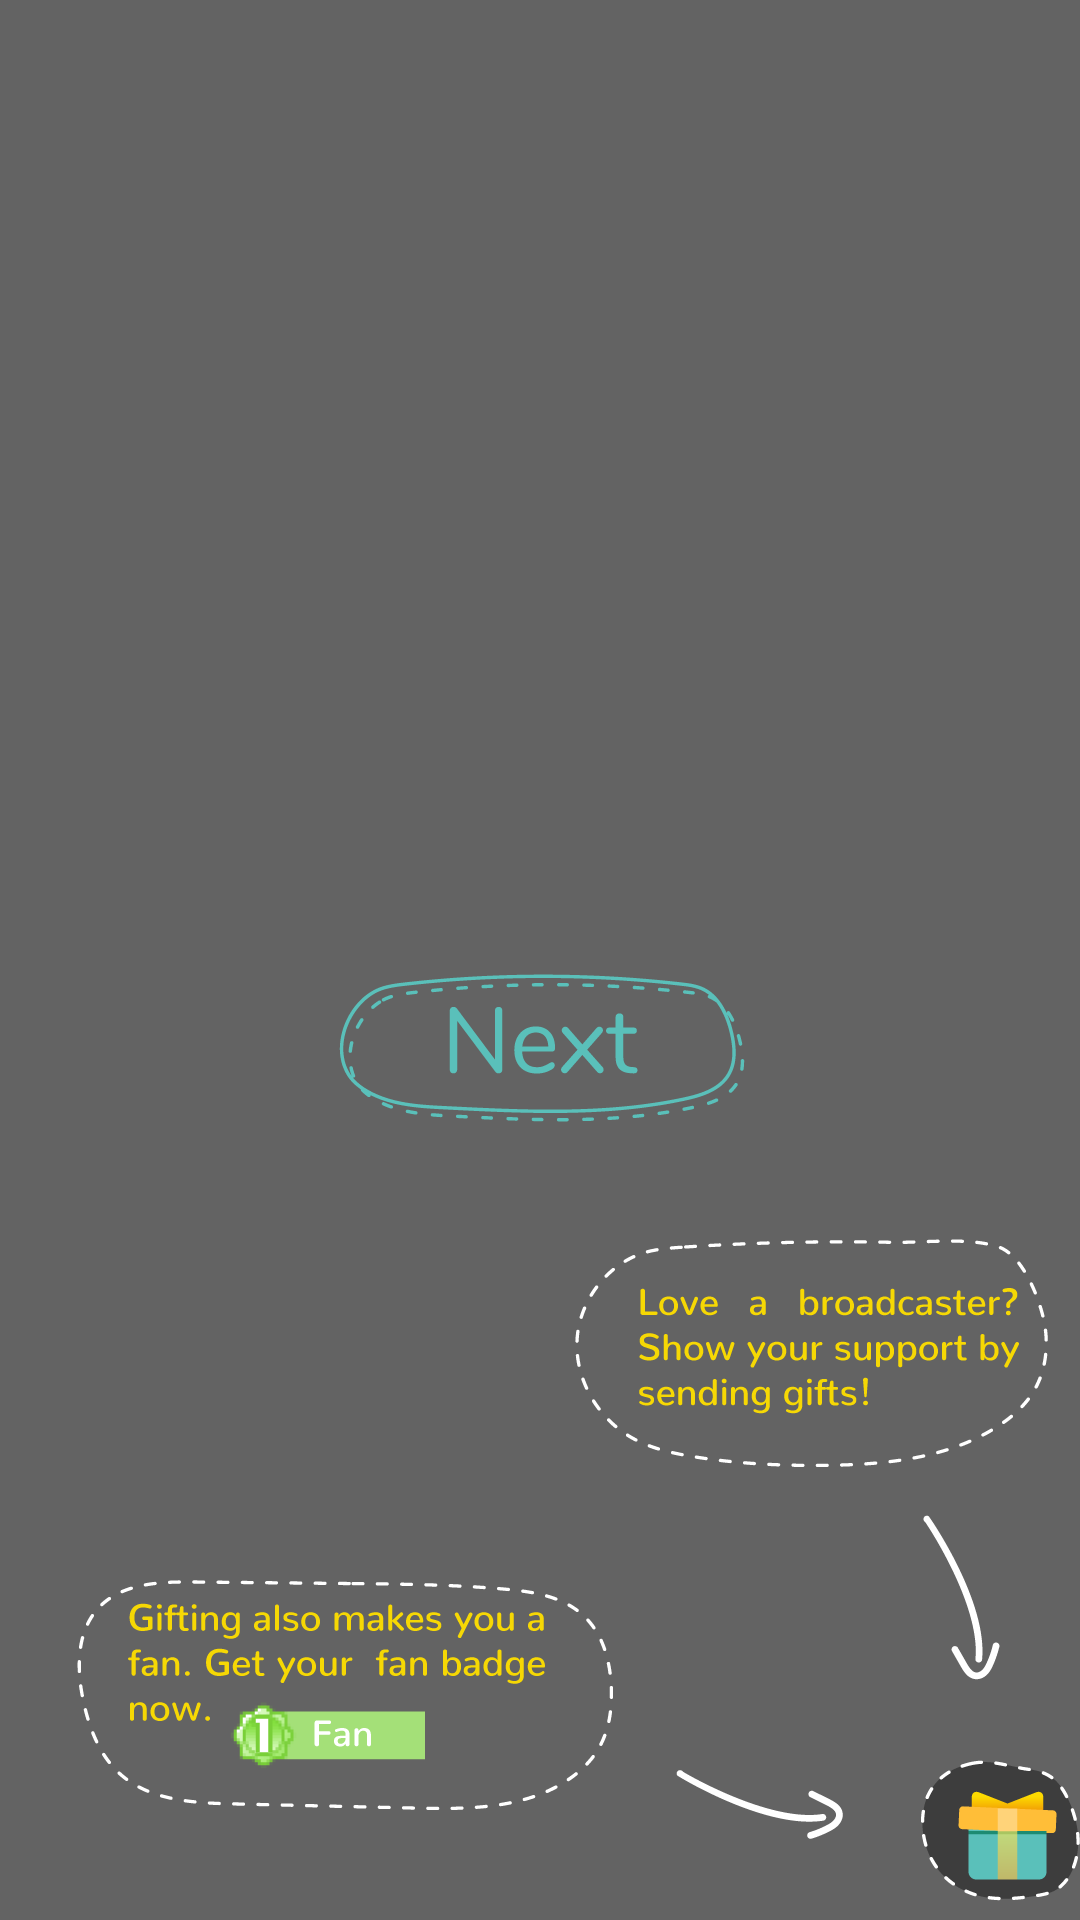 Next
Love a broadcaster?
Show your support by
sending gifts!
Gifting also makes you a
fan. Get your fan badge
now.
1 Fan